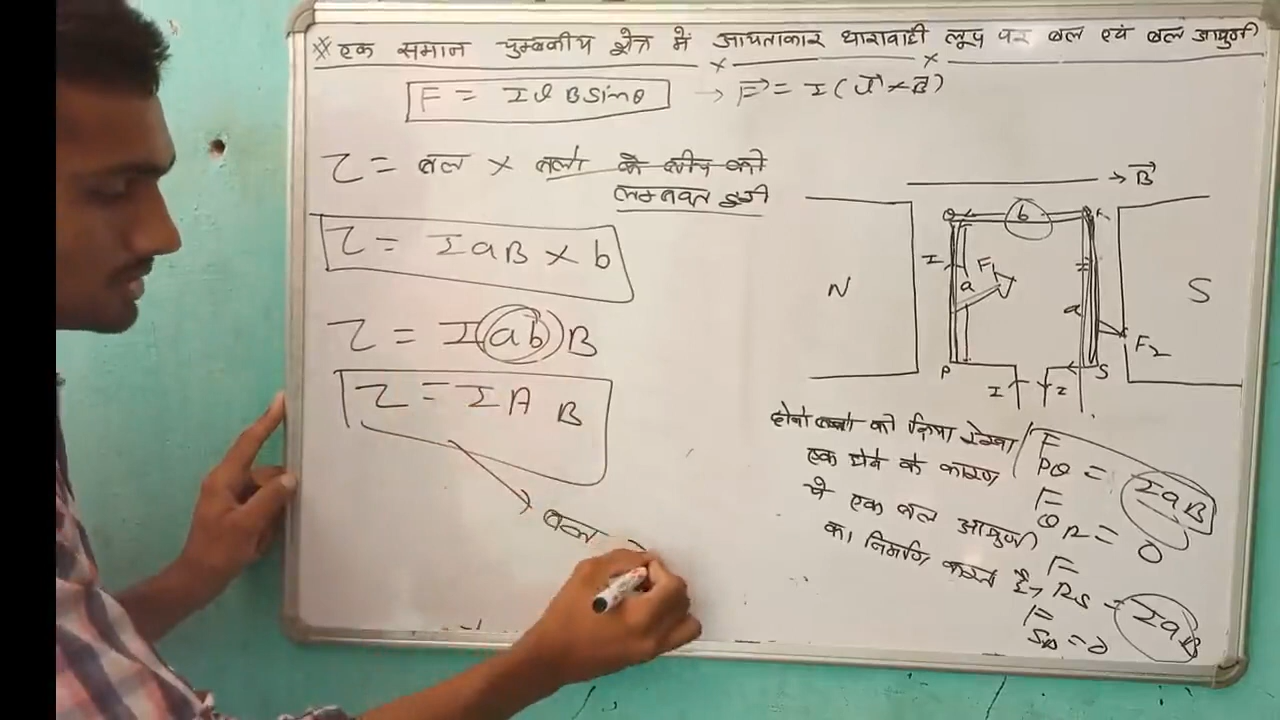 ※ एक समान चुम्बकीय क्षेत्र में आयताकार धारावाही लूप पर बल एवं बल आघुर्ण
F = IlBsinθ → F⃗ = I(l⃗ × B⃗)
τ = बल × बलों के बीच की
लम्बवत दुरी
τ = IaB × b
τ = I(ab)B
τ = IAB
बल
→ B⃗
Q b R
I F₁ a
N
a
S
F₂
P S
I I
दोनों बलों की क्रिया रेखा
एक होने के कारण
ये एक बल आघुर्ण
का निर्माण करता है,
F PQ = IaB
F QR = 0
F RS = IaB
F SP = 0